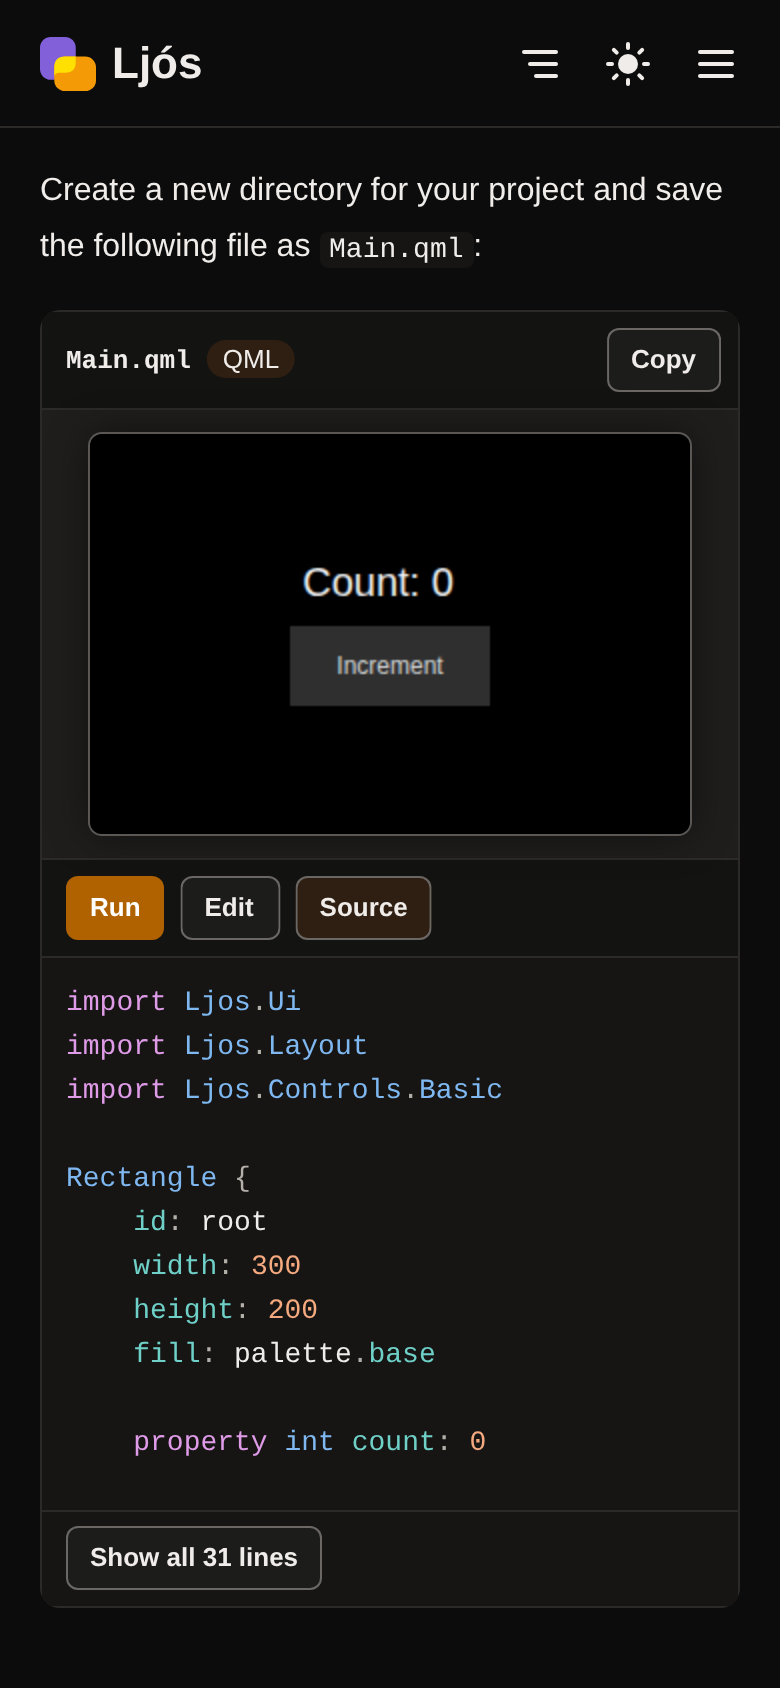 Ljós
Create a new directory for your project and save
the following file as Main.qml:
Main.qml QML Copy
Count: 0
Increment
Run Edit Source
import Ljos.Ui
import Ljos.Layout
import Ljos.Controls.Basic
Rectangle {
    id: root
    width: 300
    height: 200
    fill: palette.base
    property int count: 0
Show all 31 lines